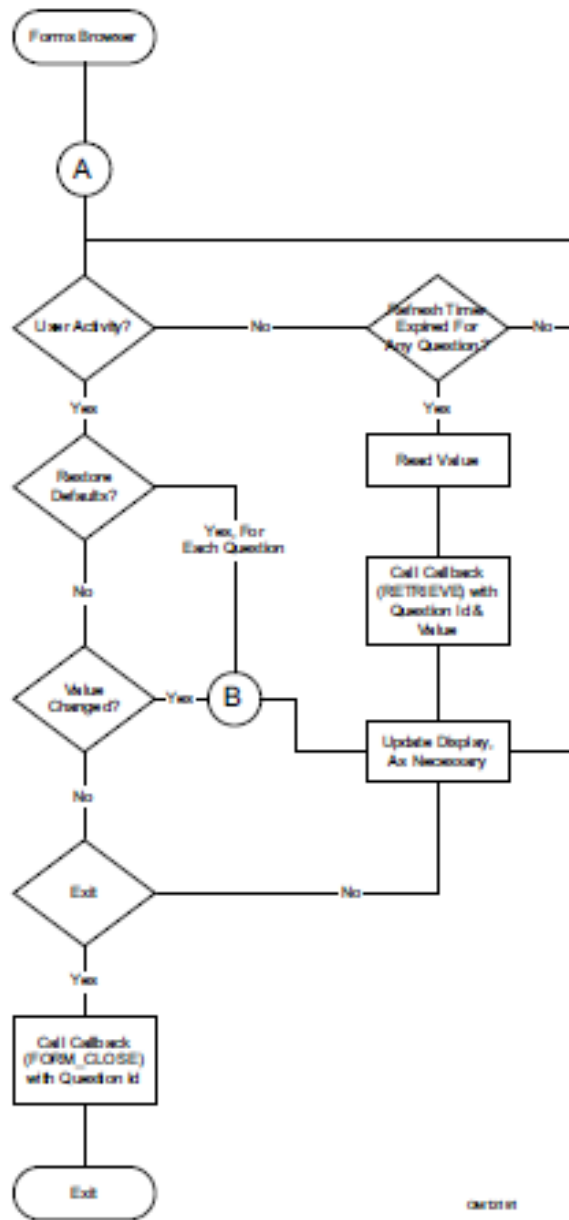 Forms Browser
A
User Activity?
No
Refresh Timer
Expired For
Any Question?
No
Yes
Yes
Restore
Defaults?
Read Value
Yes, For
Each Question
No
Call Callback
(RETRIEVE) with
Question Id &
Value
Value
Changed?
Yes
B
Update Display,
As Necessary
No
Exit
No
Yes
Call Callback
(FORM_CLOSE)
with Question Id
Exit
OM13191